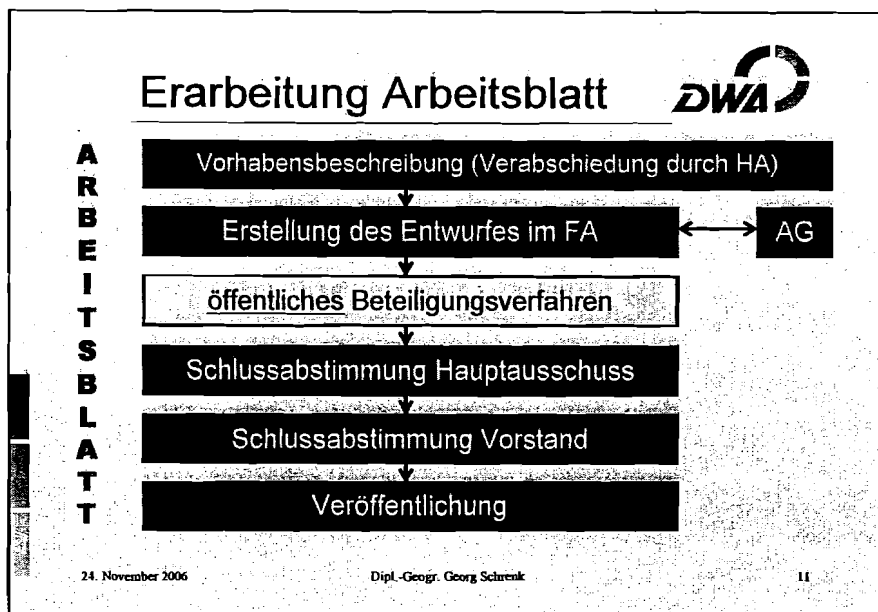 Erarbeitung Arbeitsblatt
DWA
ARBEITSBLATT
Vorhabensbeschreibung (Verabschiedung durch HA)
Erstellung des Entwurfes im FA
AG
öffentliches Beteiligungsverfahren
Schlussabstimmung Hauptausschuss
Schlussabstimmung Vorstand
Veröffentlichung
24. November 2006
Dipl.-Geogr. Georg Schrenk
11